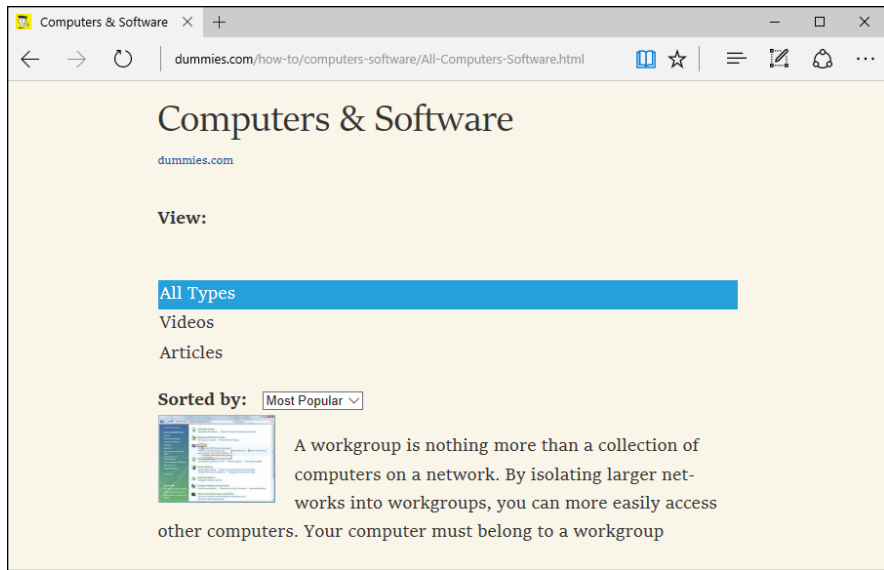 Computers & Software
dummies.com/how-to/computers-software/All-Computers-Software.html
Computers & Software
dummies.com
View:
All Types
Videos
Articles
Sorted by: Most Popular
A workgroup is nothing more than a collection of
computers on a network. By isolating larger net-
works into workgroups, you can more easily access
other computers. Your computer must belong to a workgroup